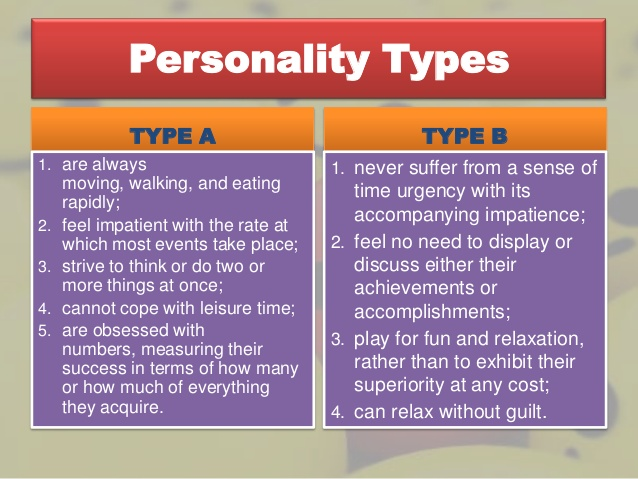 Personality Types
TYPE A
1. are always
moving, walking, and eating
rapidly;
2. feel impatient with the rate at
which most events take place;
3. strive to think or do two or
more things at once;
4. cannot cope with leisure time;
5. are obsessed with
numbers, measuring their
success in terms of how many
or how much of everything
they acquire.
TYPE B
1. never suffer from a sense of
time urgency with its
accompanying impatience;
2. feel no need to display or
discuss either their
achievements or
accomplishments;
3. play for fun and relaxation,
rather than to exhibit their
superiority at any cost;
4. can relax without guilt.